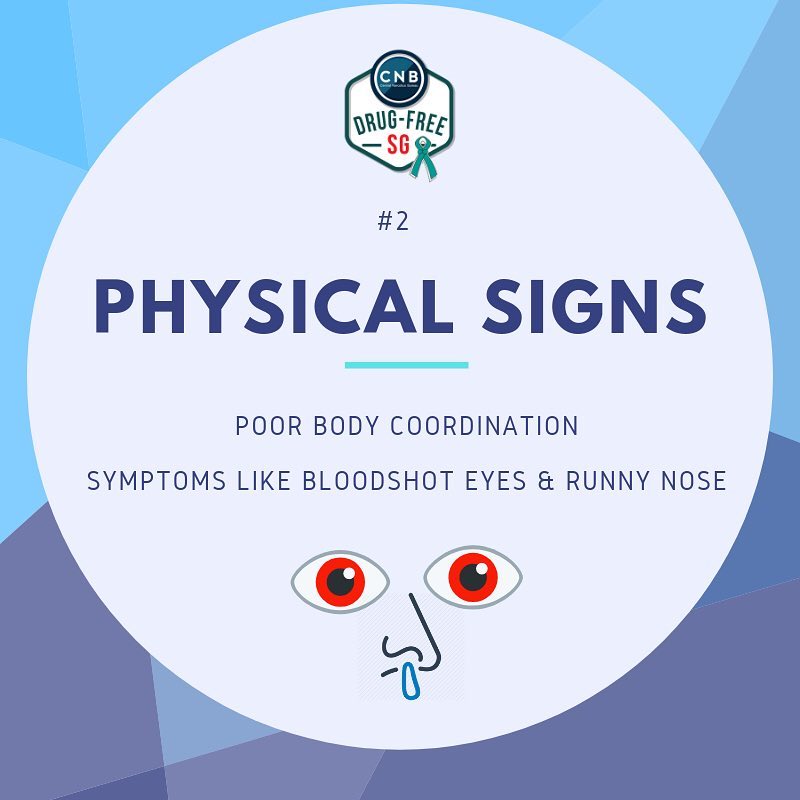 CNB
Central Narcotics Bureau
DRUG-FREE
SG
#2
PHYSICAL SIGNS
POOR BODY COORDINATION
SYMPTOMS LIKE BLOODSHOT EYES & RUNNY NOSE